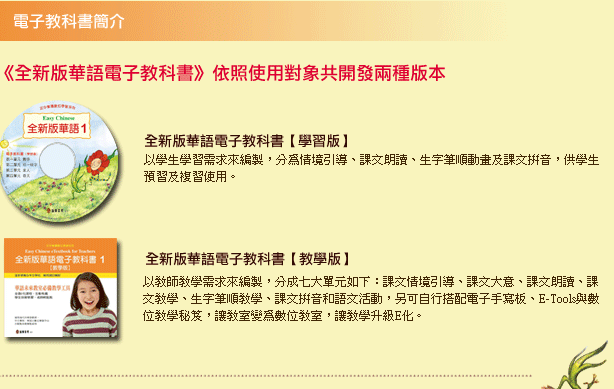 電子教科書簡介
《全新版華語電子教科書》依照使用對象共開發兩種版本
Easy Chinese
全新版華語1
全新版華語電子教科書【學習版】
以學生學習需求來編製，分爲情境引導、課文朗讀、生字筆順動畫及課文拼音，供學生
預習及複習使用。
Easy Chinese eTextbook for Teachers
全新版華語電子教科書 1
【教學版】
全新版華語電子教科書【教學版】
以教師教學需求來編製，分成七大單元如下：課文情境引導、課文大意、課文朗讀、課
文教學、生字筆順教學、課文拼音和語文活動，另可自行搭配電子手寫板、E-Tools與數
位教學秘笈，讓教室變爲數位教室，讓教學升級E化。